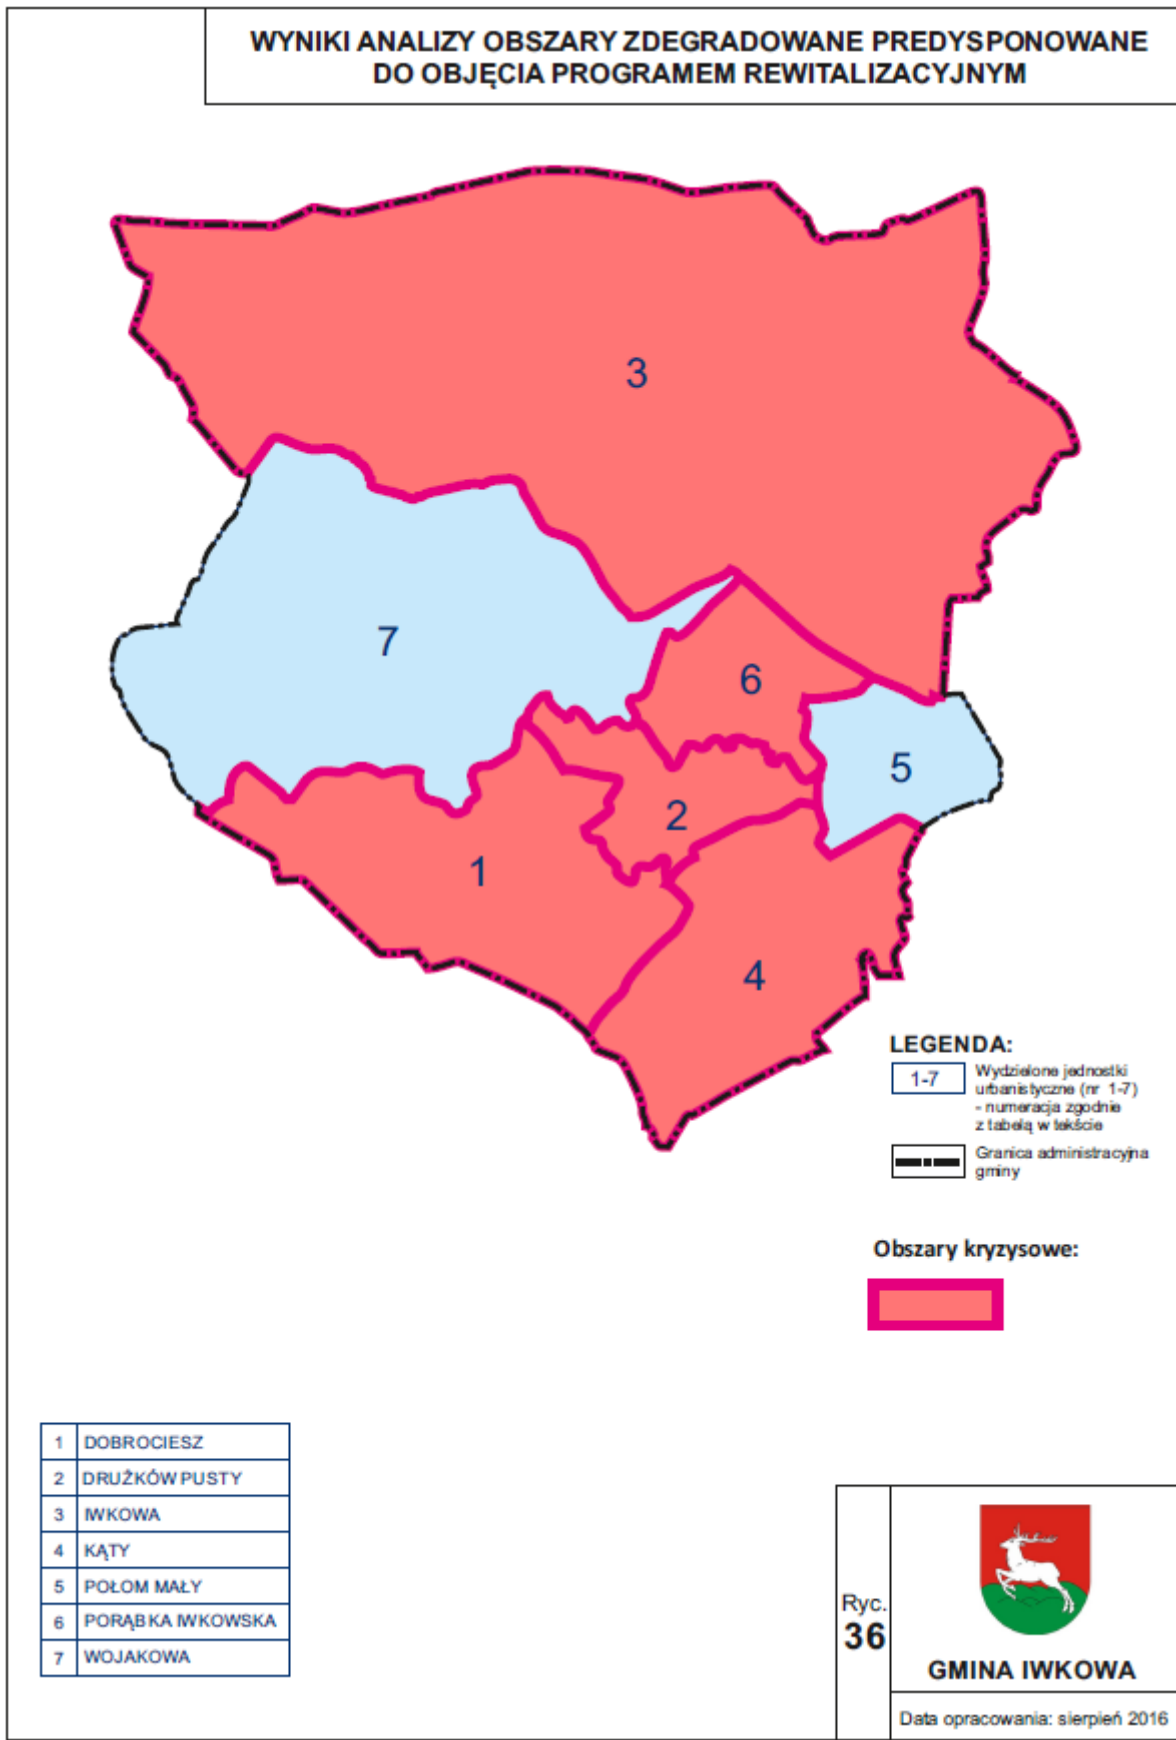 WYNIKI ANALIZY OBSZARY ZDEGRADOWANE PREDYSPONOWANE
DO OBJĘCIA PROGRAMEM REWITALIZACYJNYM
3
7
6
5
2
1
4
LEGENDA:
1-7 Wydzielone jednostki
urbanistyczne (nr 1-7)
- numeracja zgodnie
z tabelą w tekście
Granica administracyjna
gminy
Obszary kryzysowe:
1 DOBROCIESZ
2 DRUŻKÓW PUSTY
3 IWKOWA
4 KĄTY
5 POŁOM MAŁY
6 PORĄBKA IWKOWSKA
7 WOJAKOWA
Ryc.
36
GMINA IWKOWA
Data opracowania: sierpień 2016